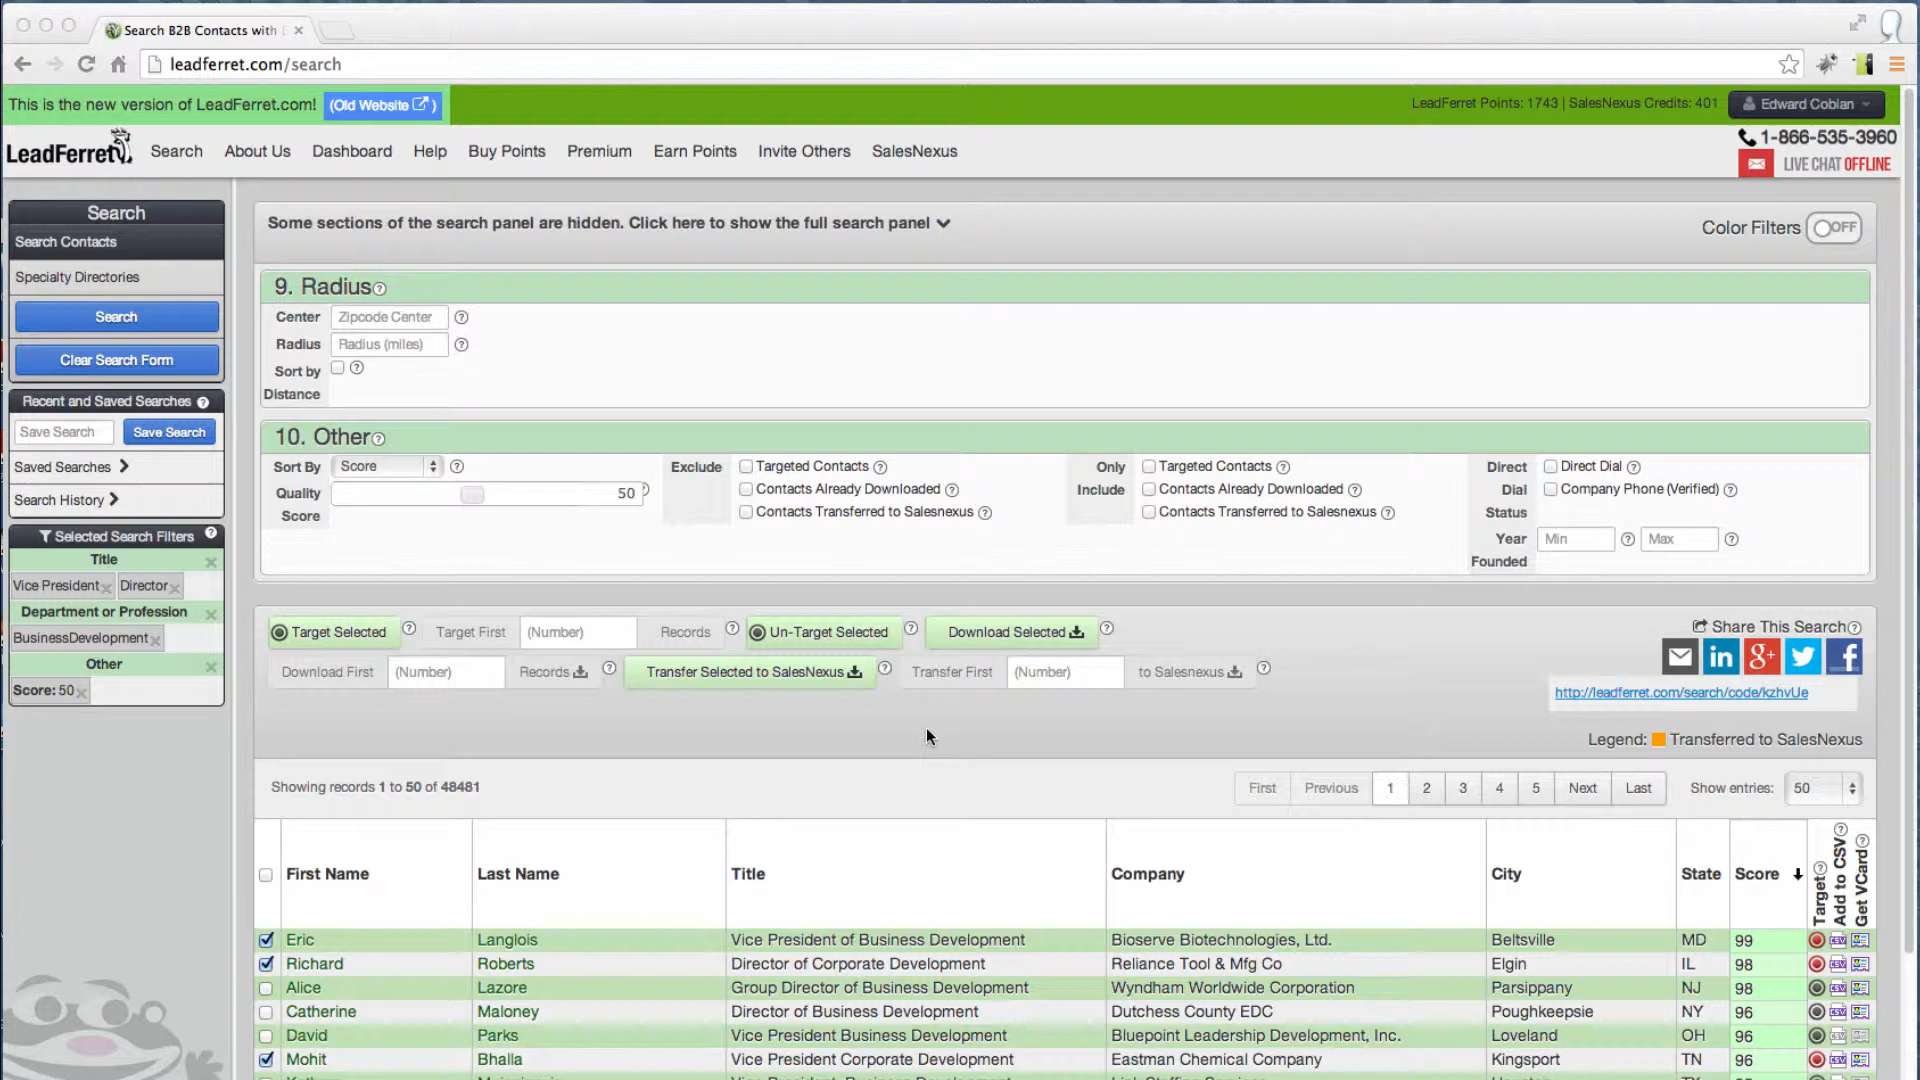 Search B2B Contacts with
leadferret.com/search
This is the new version of LeadFerret.com! (Old Website)
LeadFerret Points: 1743 | SalesNexus Credits: 401 Edward Cobian
LeadFerret Search About Us Dashboard Help Buy Points Premium Earn Points Invite Others SalesNexus
1-866-535-3960
LIVE CHAT OFFLINE
Search
Search Contacts
Specialty Directories
Search
Clear Search Form
Recent and Saved Searches
Save Search Save Search
Saved Searches
Search History
Selected Search Filters
Title
Vice President Director
Department or Profession
BusinessDevelopment
Other
Score: 50
Some sections of the search panel are hidden. Click here to show the full search panel
Color Filters OFF
9. Radius
Center Zipcode Center
Radius Radius (miles)
Sort by
Distance
10. Other
Sort By Score
Quality 50
Score
Exclude Targeted Contacts
Contacts Already Downloaded
Contacts Transferred to Salesnexus
Only Targeted Contacts
Include Contacts Already Downloaded
Contacts Transferred to Salesnexus
Direct Direct Dial
Dial Company Phone (Verified)
Status
Year Min Max
Founded
Target Selected Target First (Number) Records Un-Target Selected Download Selected
Download First (Number) Records Transfer Selected to SalesNexus Transfer First (Number) to Salesnexus
Share This Search
http://leadferret.com/search/code/kzhvUe
Legend: Transferred to SalesNexus
Showing records 1 to 50 of 48481
First Previous 1 2 3 4 5 Next Last Show entries: 50
First Name Last Name Title Company City State Score Target Add to CSV Get VCard
Eric Langlois Vice President of Business Development Bioserve Biotechnologies, Ltd. Beltsville MD 99
Richard Roberts Director of Corporate Development Reliance Tool & Mfg Co Elgin IL 98
Alice Lazore Group Director of Business Development Wyndham Worldwide Corporation Parsippany NJ 98
Catherine Maloney Director of Business Development Dutchess County EDC Poughkeepsie NY 96
David Parks Vice President Business Development Bluepoint Leadership Development, Inc. Loveland OH 96
Mohit Bhalla Vice President Corporate Development Eastman Chemical Company Kingsport TN 96